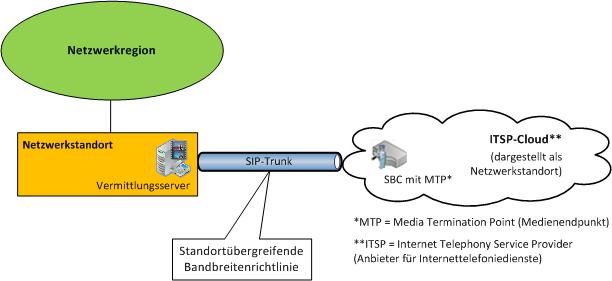 Netzwerkregion
Netzwerkstandort
Vermittlungsserver
SIP-Trunk
ITSP-Cloud**
(dargestellt als
Netzwerkstandort)
SBC mit MTP*
Standortübergreifende
Bandbreitenrichtlinie
*MTP = Media Termination Point (Medienendpunkt)
**ITSP = Internet Telephony Service Provider
(Anbieter für Internettelefoniedienste)